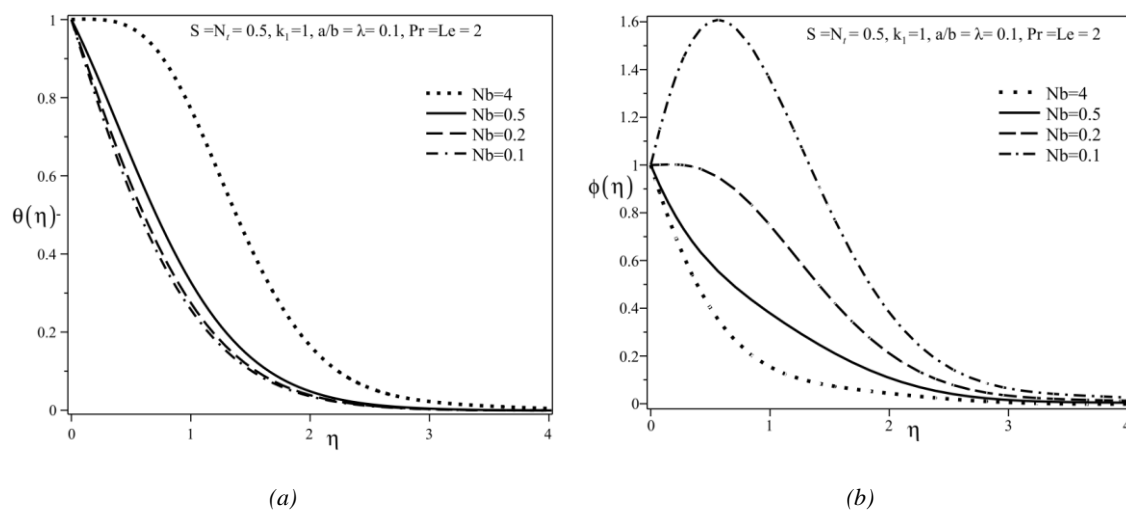 S =N_t = 0.5, k_1=1, a/b = λ= 0.1, Pr =Le = 2
Nb=4
Nb=0.5
Nb=0.2
Nb=0.1
1
0.8
0.6
θ(η)
0.4
0.2
0
0 1 2 3 4
η
(a)
S =N_t = 0.5, k_1=1, a/b = λ= 0.1, Pr =Le = 2
Nb=4
Nb=0.5
Nb=0.2
Nb=0.1
1.6
1.4
1.2
1
φ(η)
0.8
0.6
0.4
0.2
0
0 1 2 3 4
η
(b)